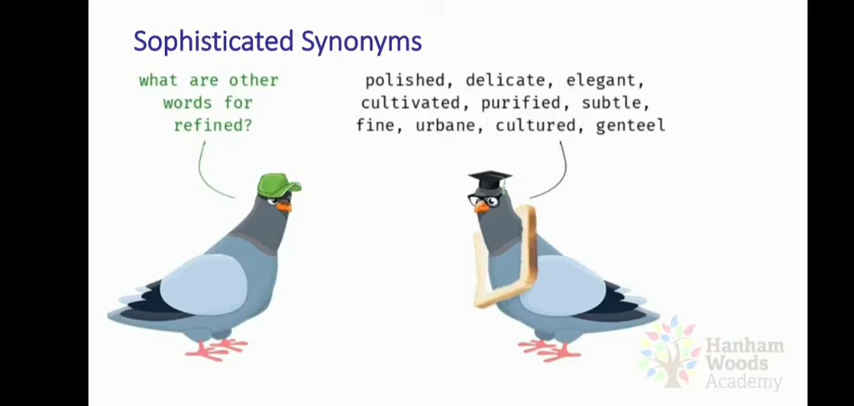 Sophisticated Synonyms
what are other
words for
refined?
polished, delicate, elegant,
cultivated, purified, subtle,
fine, urbane, cultured, genteel
Hanham
Woods
Academy